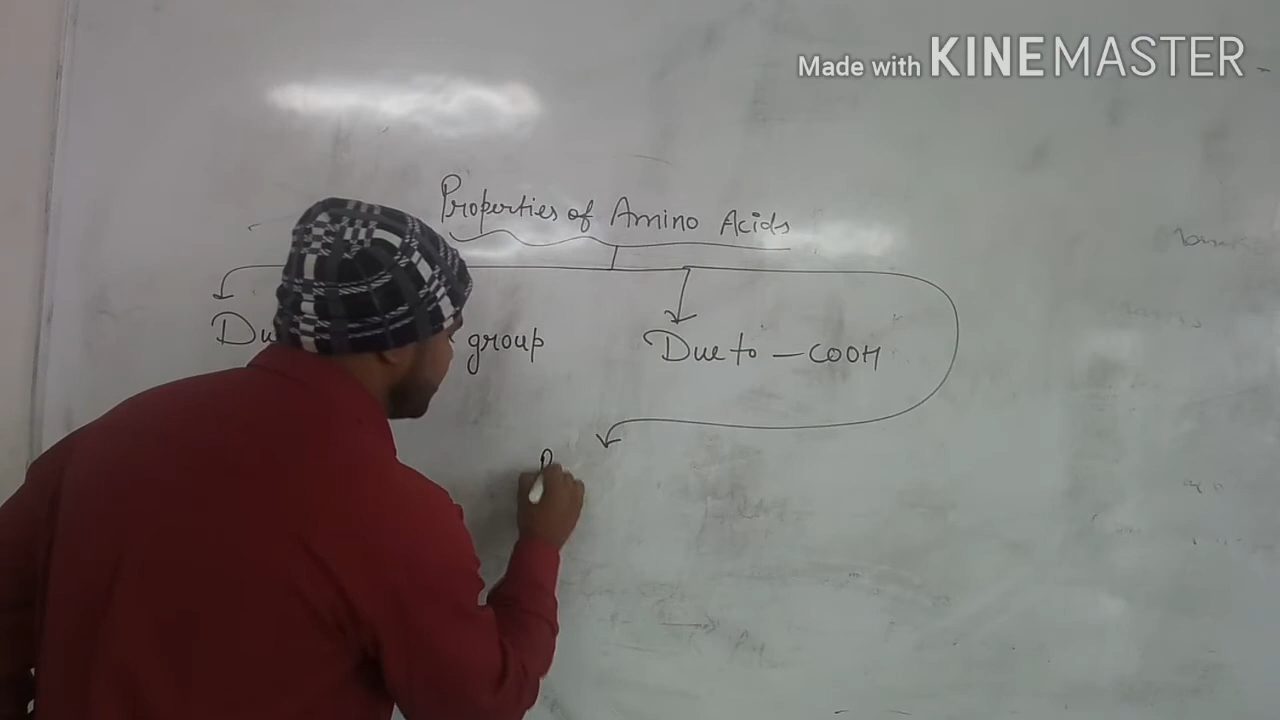 Made with KINEMASTER
Properties of Amino Acids
group
Due to - COOH